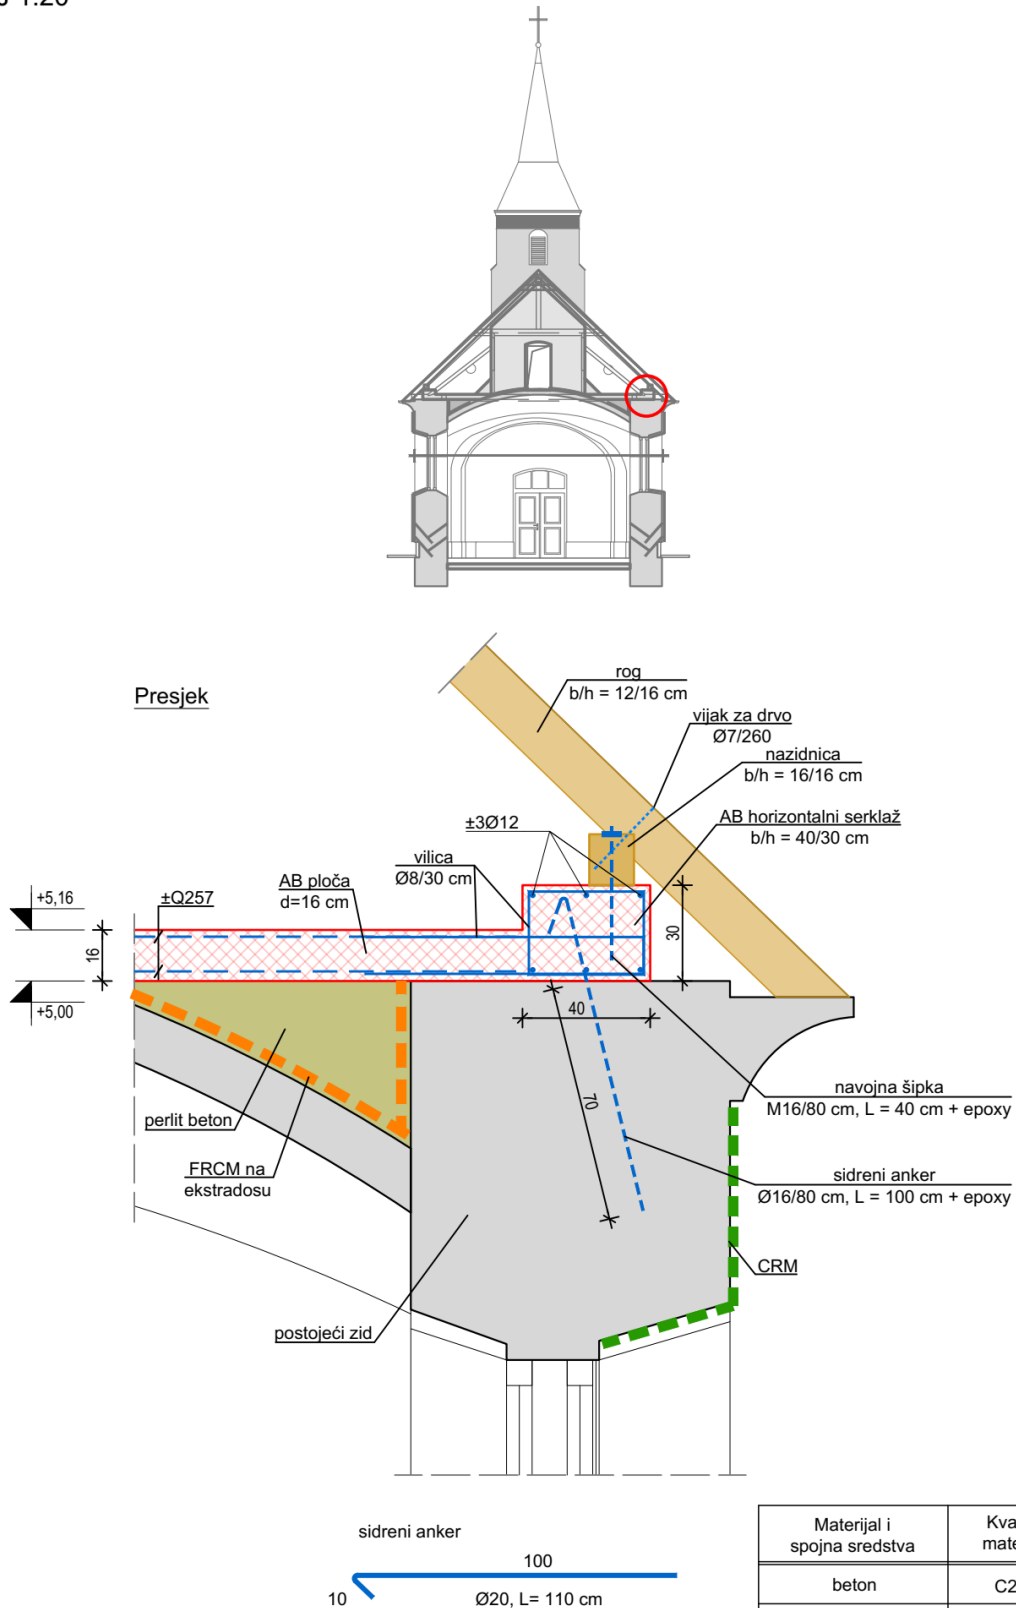 1:20
Presjek
rog
b/h = 12/16 cm
vijak za drvo
Ø7/260
nazidnica
b/h = 16/16 cm
AB horizontalni serklaž
b/h = 40/30 cm
±3Ø12
vilica
Ø8/30 cm
AB ploča
d=16 cm
±Q257
+5,16
16
+5,00
30
40
70
perlit beton
FRCM na
ekstradosu
navojna šipka
M16/80 cm, L = 40 cm + epoxy
sidreni anker
Ø16/80 cm, L = 100 cm + epoxy
CRM
postojeći zid
sidreni anker
100
10
Ø20, L= 110 cm
Materijal i
spojna sredstva
Kva
mate
beton
C2